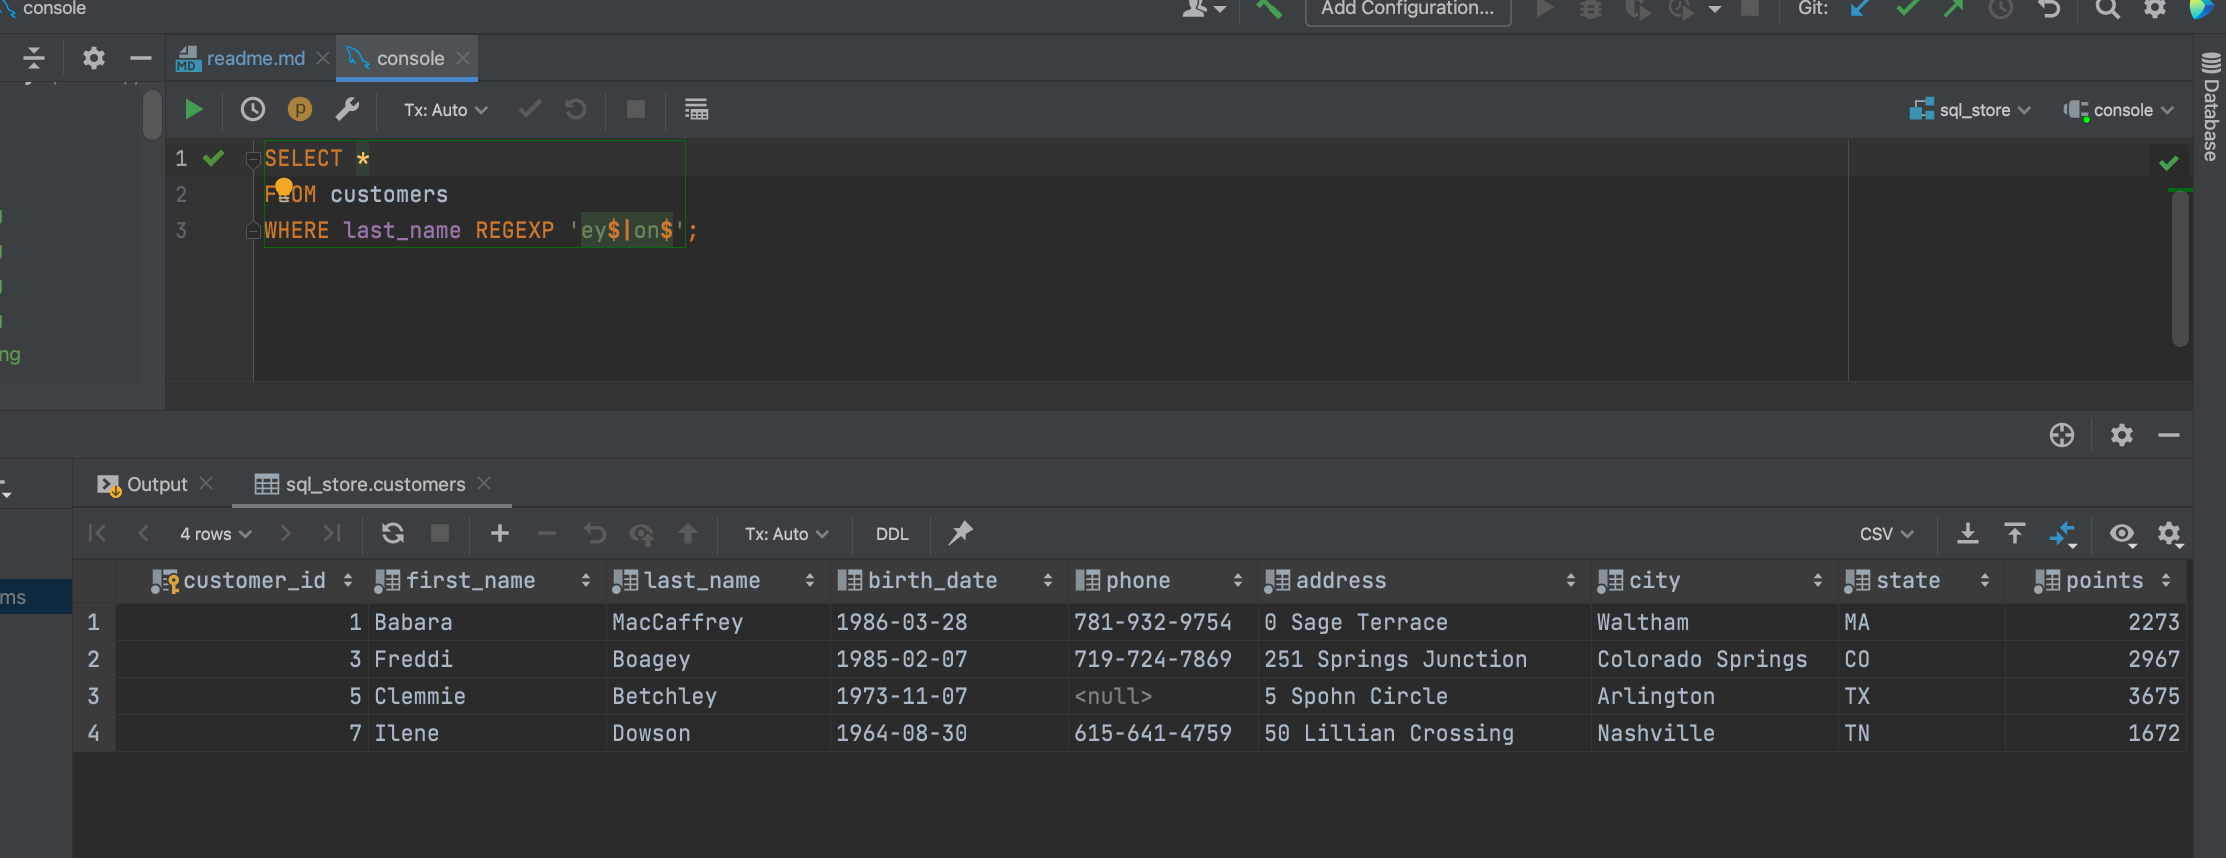 console
Add Configuration...
Git:
readme.md
console
Tx: Auto
sql_store
console
Database
1 SELECT *
2 FROM customers
3 WHERE last_name REGEXP 'ey$|on$';
ng
ms
Output
sql_store.customers
4 rows
Tx: Auto
DDL
CSV
customer_id first_name last_name birth_date phone address city state points
1 1 Babara MacCaffrey 1986-03-28 781-932-9754 0 Sage Terrace Waltham MA 2273
2 3 Freddi Boagey 1985-02-07 719-724-7869 251 Springs Junction Colorado Springs CO 2967
3 5 Clemmie Betchley 1973-11-07 <null> 5 Spohn Circle Arlington TX 3675
4 7 Ilene Dowson 1964-08-30 615-641-4759 50 Lillian Crossing Nashville TN 1672